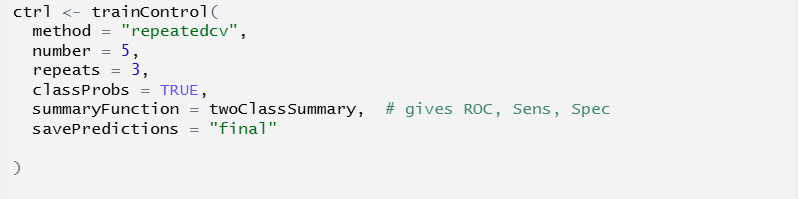 ctrl <- trainControl(
  method = "repeatedcv",
  number = 5,
  repeats = 3,
  classProbs = TRUE,
  summaryFunction = twoClassSummary,  # gives ROC, Sens, Spec
  savePredictions = "final"
)